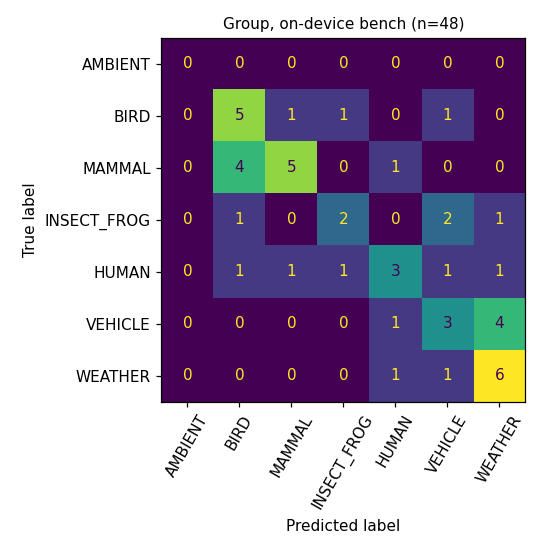 Group, on-device bench (n=48)
True label
AMBIENT 0 0 0 0 0 0 0
BIRD 0 5 1 1 0 1 0
MAMMAL 0 4 5 0 1 0 0
INSECT_FROG 0 1 0 2 0 2 1
HUMAN 0 1 1 1 3 1 1
VEHICLE 0 0 0 0 1 3 4
WEATHER 0 0 0 0 1 1 6
AMBIENT BIRD MAMMAL INSECT_FROG HUMAN VEHICLE WEATHER
Predicted label